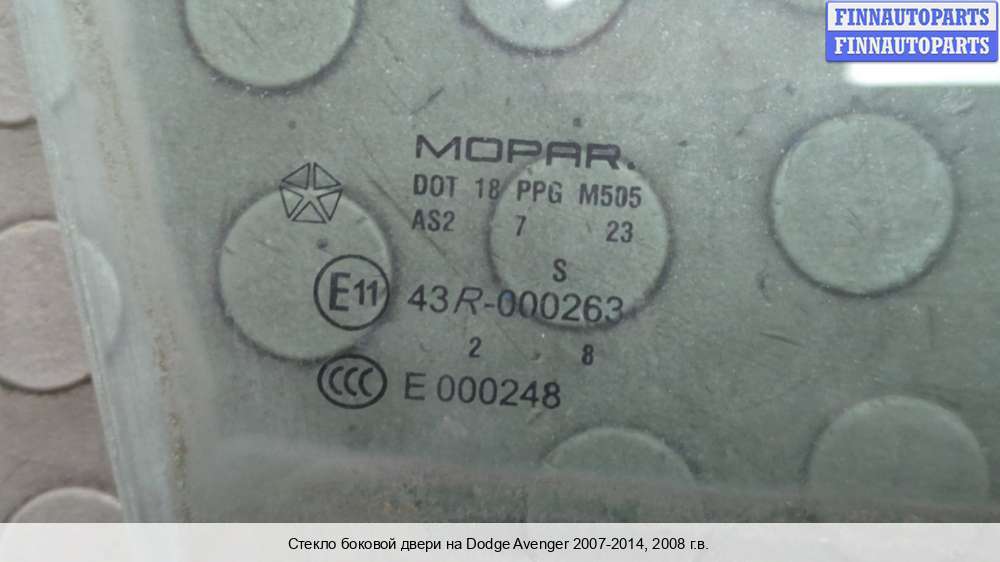 FINNAUTOPARTS
FINNAUTOPARTS
MOPAR.
DOT 18 PPG M505
AS2 7 23
S
E11 43R-000263
2 . 8
CCC E 000248
Стекло боковой двери на Dodge Avenger 2007-2014, 2008 г.в.